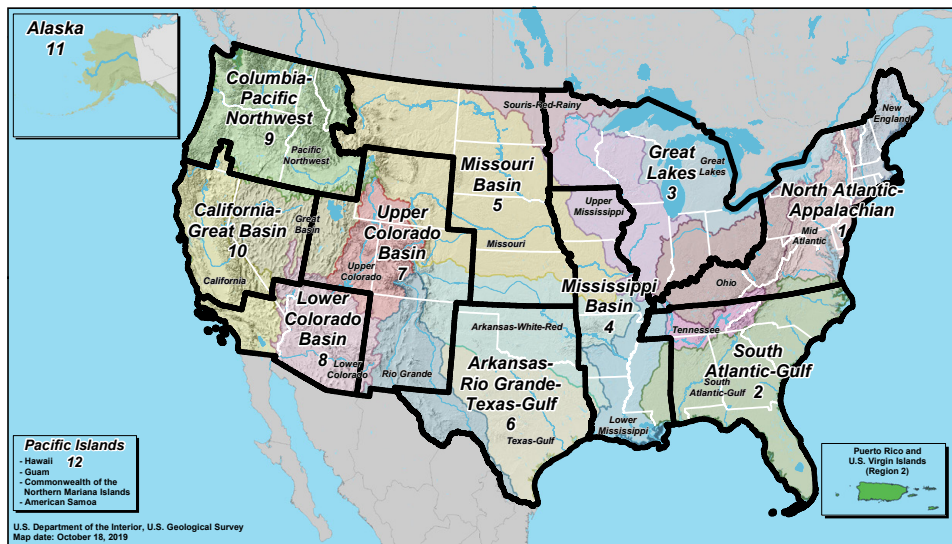 Alaska
11
Columbia-
Pacific
Northwest
9
Pacific
Northwest
Souris-Red-Rainy
New
England
Great
Lakes
3
Great
Lakes
Missouri
Basin
5
Missouri
North Atlantic-
Appalachian
1
Mid
Atlantic
Upper
Mississippi
California-
Great Basin
10
California
Great
Basin
Upper
Colorado
Basin
7
Upper
Colorado
Ohio
Mississippi
Basin
4
Lower
Colorado
Basin
8
Lower
Colorado
Rio Grande
Arkansas-White-Red
Tennessee
Arkansas-
Rio Grande-
Texas-Gulf
6
Texas-Gulf
South
Atlantic-Gulf
2
South
Atlantic-Gulf
Lower
Mississippi
Pacific Islands
12
- Hawaii
- Guam
- Commonwealth of the
Northern Mariana Islands
- American Samoa
Puerto Rico and
U.S. Virgin Islands
(Region 2)
U.S. Department of the Interior, U.S. Geological Survey
Map date: October 18, 2019